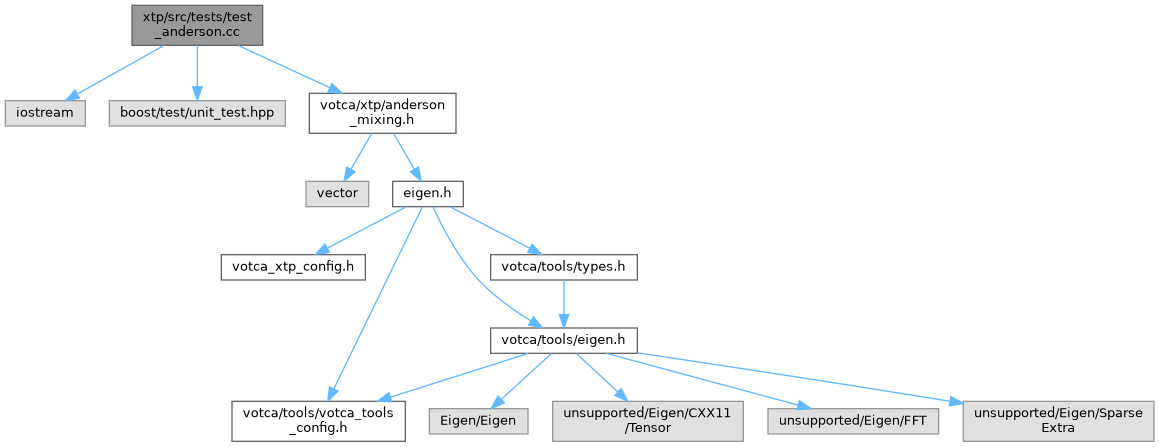 xtp/src/tests/test
_anderson.cc
iostream
boost/test/unit_test.hpp
votca/xtp/anderson
_mixing.h
vector
eigen.h
votca_xtp_config.h
votca/tools/types.h
votca/tools/eigen.h
votca/tools/votca_tools
_config.h
Eigen/Eigen
unsupported/Eigen/CXX11
/Tensor
unsupported/Eigen/FFT
unsupported/Eigen/Sparse
Extra